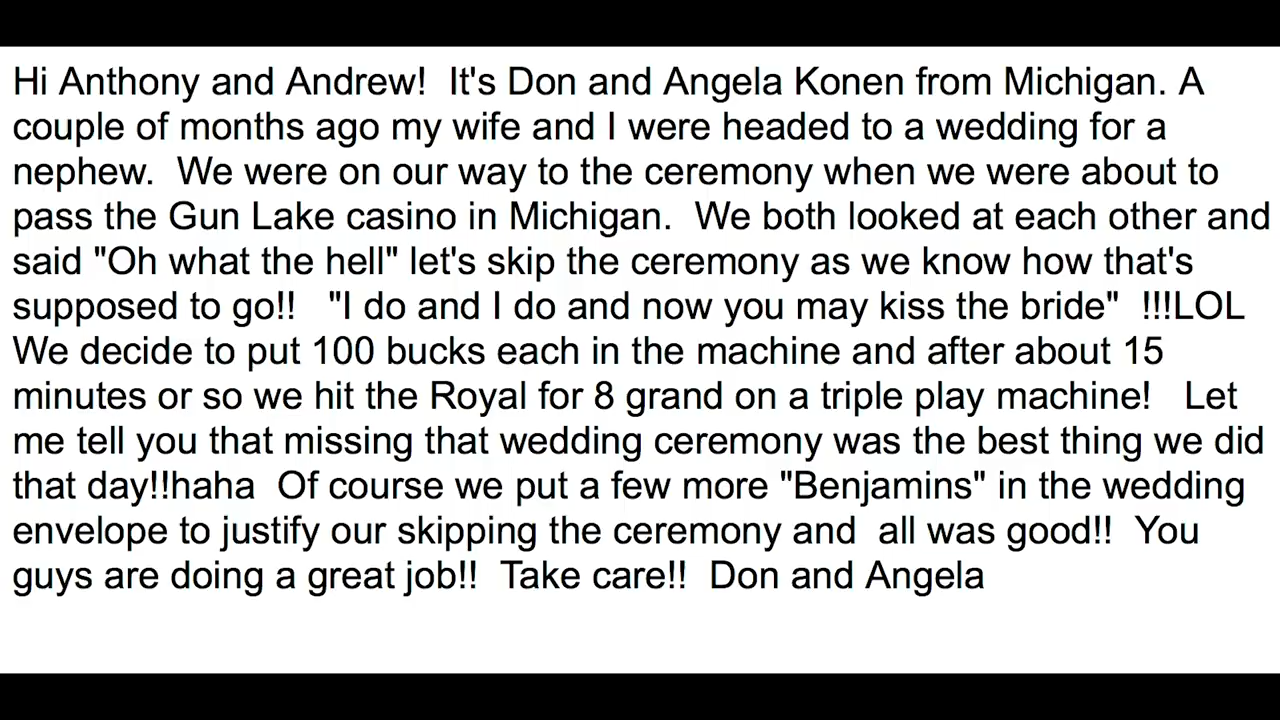 Hi Anthony and Andrew!  It's Don and Angela Konen from Michigan. A
couple of months ago my wife and I were headed to a wedding for a
nephew.  We were on our way to the ceremony when we were about to
pass the Gun Lake casino in Michigan.  We both looked at each other and
said "Oh what the hell" let's skip the ceremony as we know how that's
supposed to go!!   "I do and I do and now you may kiss the bride"  !!!LOL
We decide to put 100 bucks each in the machine and after about 15
minutes or so we hit the Royal for 8 grand on a triple play machine!   Let
me tell you that missing that wedding ceremony was the best thing we did
that day!!haha  Of course we put a few more "Benjamins" in the wedding
envelope to justify our skipping the ceremony and  all was good!!  You
guys are doing a great job!!  Take care!!  Don and Angela